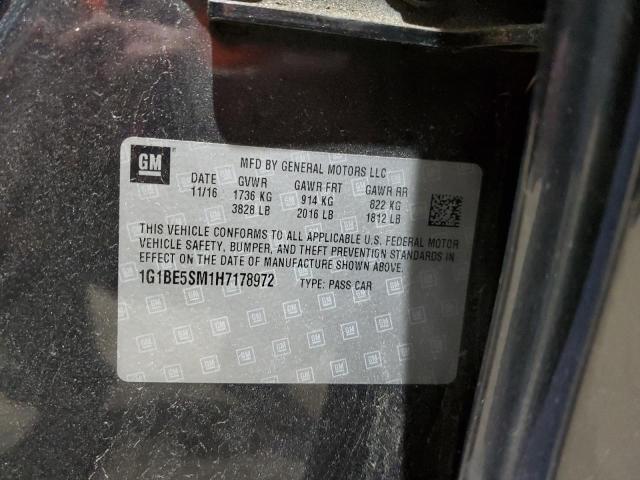 GM
MFD BY GENERAL MOTORS LLC
DATE GVWR GAWR FRT GAWR RR
11/16 1736 KG 914 KG 822 KG
3828 LB 2016 LB 1812 LB
THIS VEHICLE CONFORMS TO ALL APPLICABLE U.S. FEDERAL MOTOR
VEHICLE SAFETY, BUMPER, AND THEFT PREVENTION STANDARDS IN
EFFECT ON THE DATE OF MANUFACTURE SHOWN ABOVE.
1G1BE5SM1H7178972 TYPE: PASS CAR